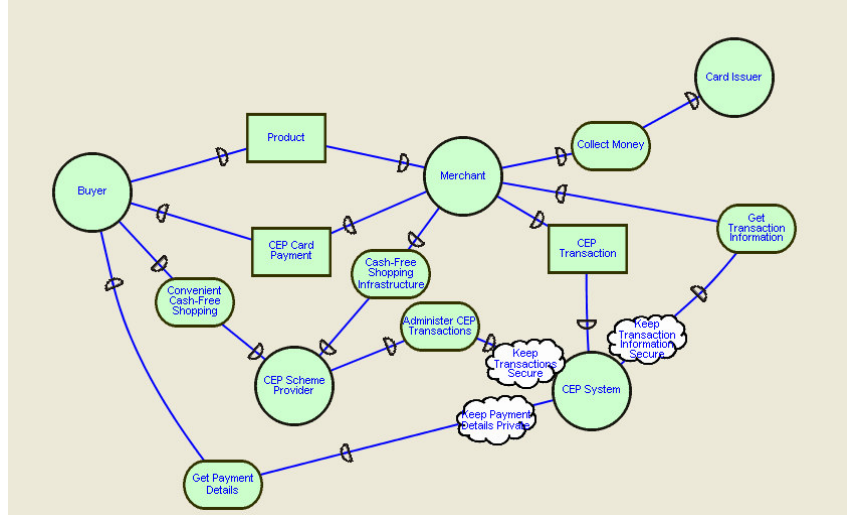 Card Issuer
Product
Collect Money
Merchant
Buyer
Get
Transaction
Information
CEP Card
Payment
CEP
Transaction
Cash-Free
Shopping
Infrastructure
Convenient
Cash-Free
Shopping
Administer CEP
Transactions
Keep
Transaction
Information
Secure
Keep
Transactions
Secure
CEP Scheme
Provider
CEP System
Keep Payment
Details Private
Get Payment
Details